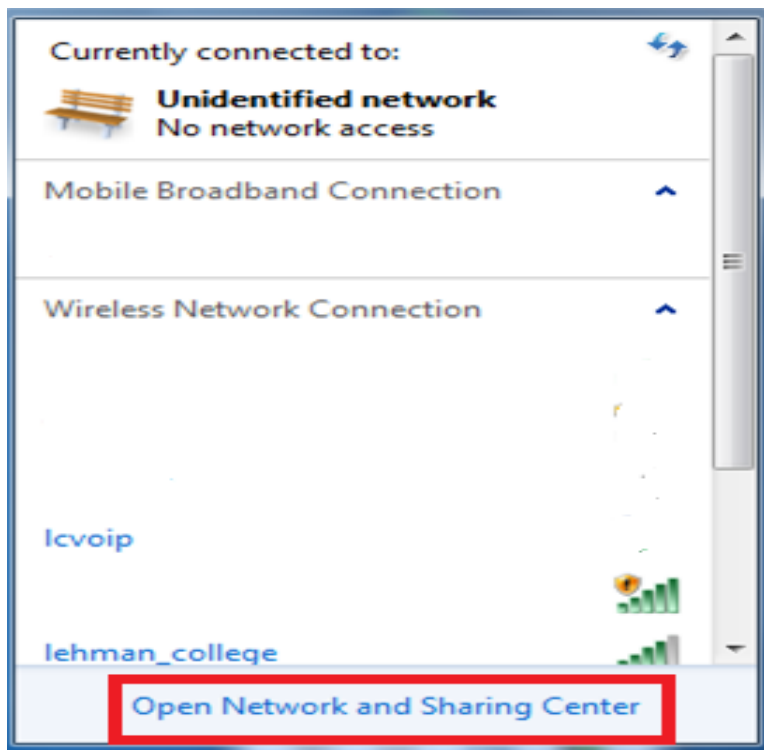 Currently connected to:
Unidentified network
No network access
Mobile Broadband Connection
Wireless Network Connection
lcvoip
lehman_college
Open Network and Sharing Center